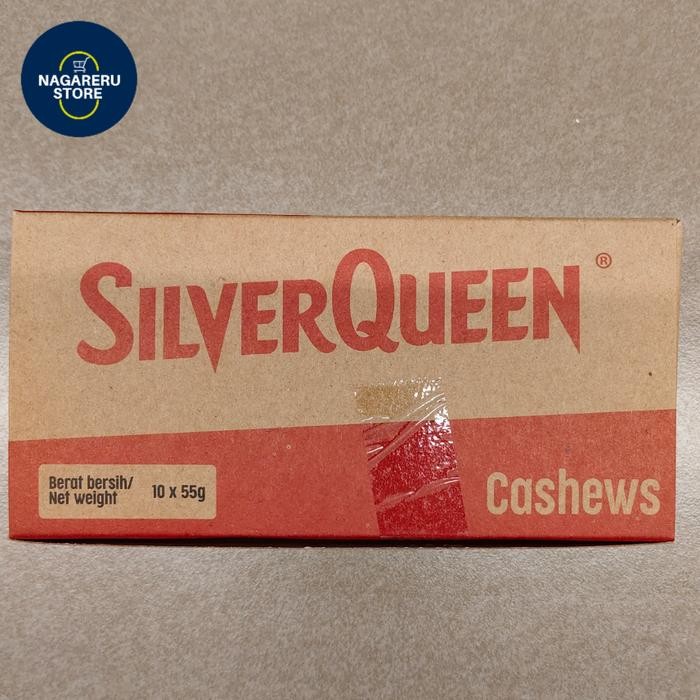 NAGARERU
STORE
SILVERQUEEN®
Berat bersih/
Net weight 10 x 55g
Cashews